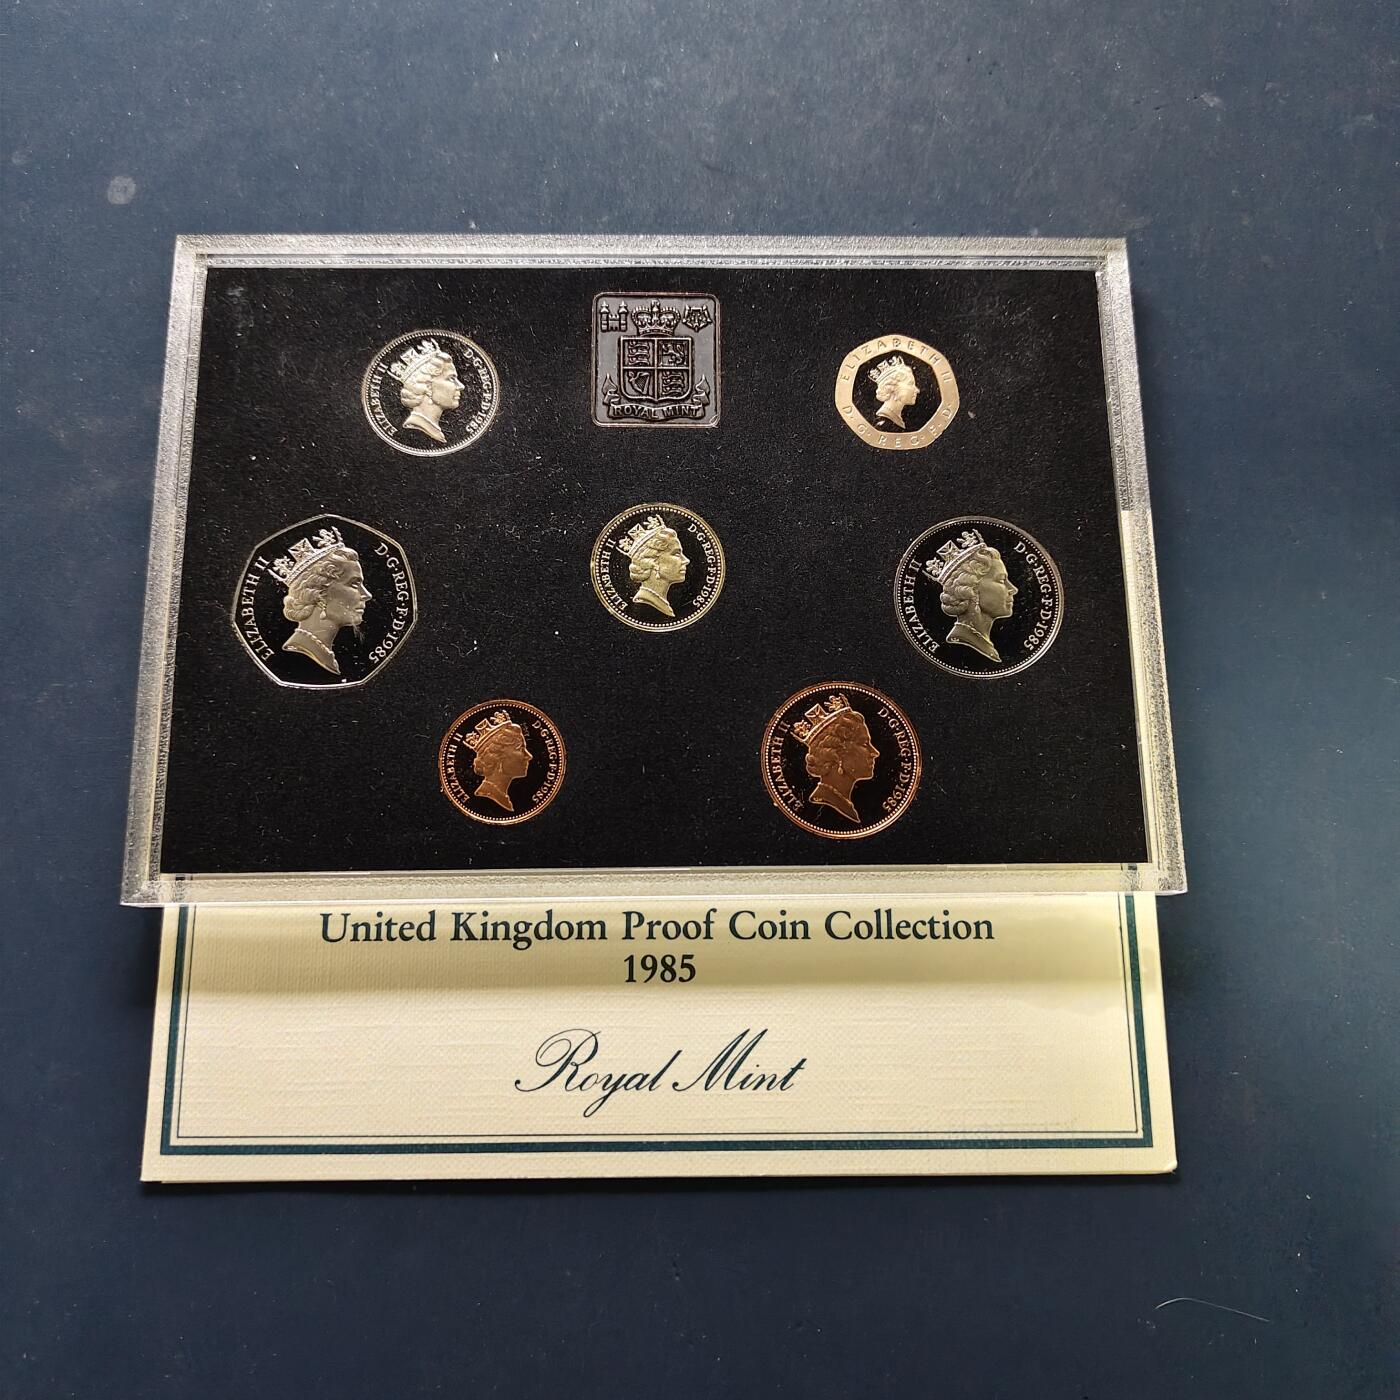 ELIZABETH II D·G·REG·F·D·1985
ROYAL MINT
ELIZABETH II
D·G·REG·F·D·
ELIZABETH II D·G·REG·F·D·1985
ELIZABETH II D·G·REG·F·D·1985
ELIZABETH II D·G·REG·F·D·1985
ELIZABETH II D·G·REG·F·D·1985
ELIZABETH II D·G·REG·F·D·1985
United Kingdom Proof Coin Collection
1985
Royal Mint